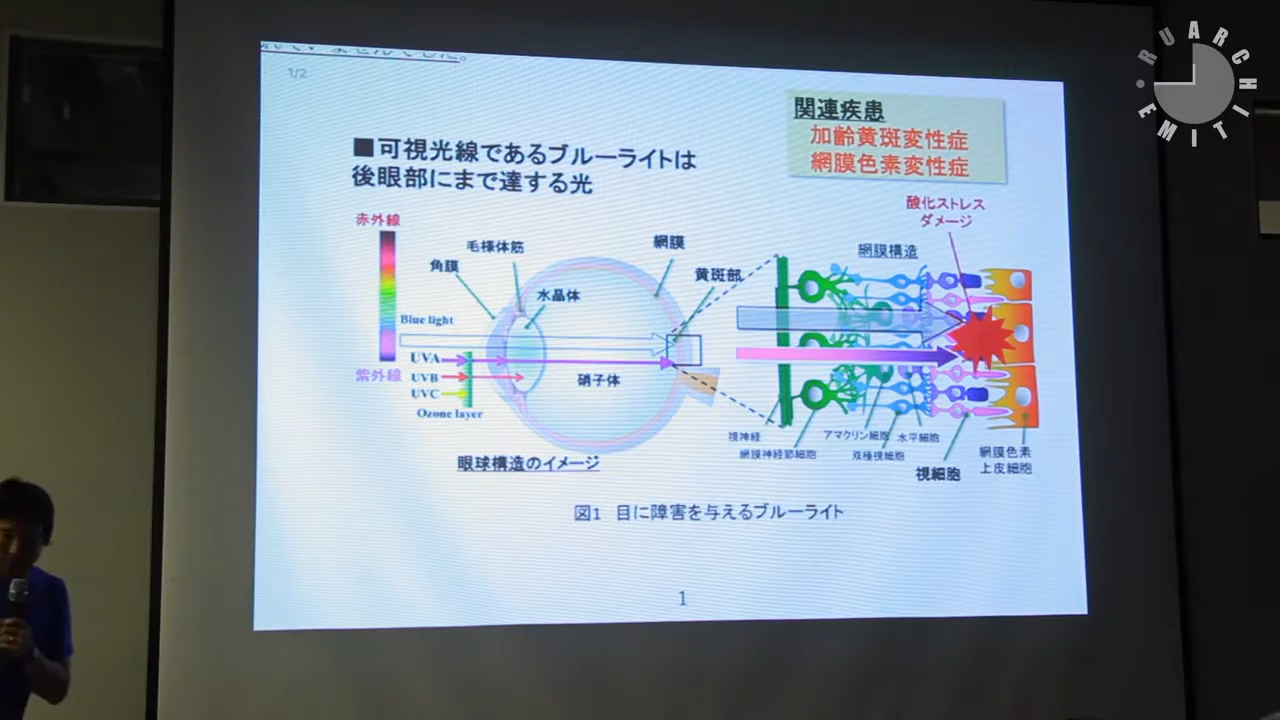 1/2
関連疾患
加齢黄斑変性症
網膜色素変性症
■可視光線であるブルーライトは
後眼部にまで達する光
酸化ストレス
ダメージ
赤外線
毛様体筋
網膜
網膜構造
角膜
黄斑部
水晶体
Blue light
UVA
紫外線
UVB
硝子体
UVC
Ozone layer
視神経
アマクリン細胞
水平細胞
網膜神経節細胞
双極視細胞
網膜色素
上皮細胞
視細胞
眼球構造のイメージ
図1 目に障害を与えるブルーライト
1
RUARCHITIME